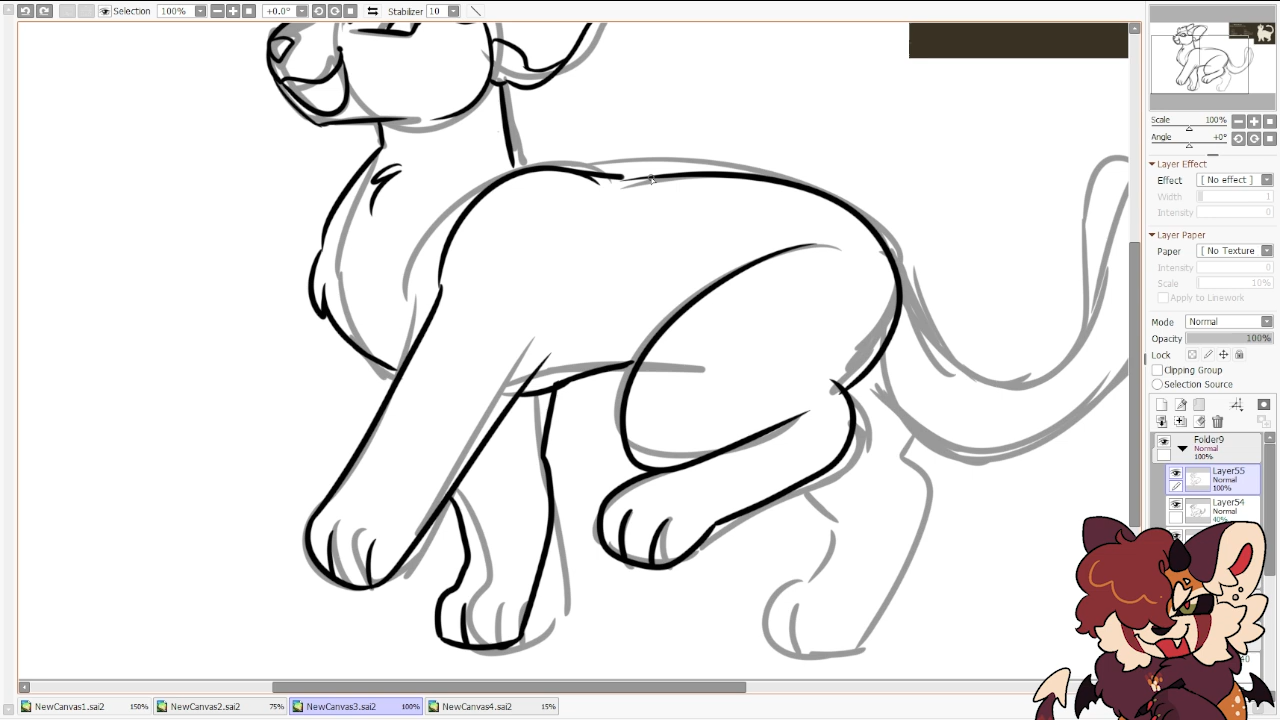 Selection 100% +0.0° Stabilizer 10
Scale 100%
Angle +0°
Layer Effect
Effect [ No effect ]
Width 1
Intensity 0
Layer Paper
Paper [ No Texture
Intensity 0
Scale 10%
Apply to Linework
Mode Normal
Opacity 100%
Lock
Clipping Group
Selection Source
Folder9
Normal
100%
Layer55
Normal
100%
Layer54
Normal
40%
NewCanvas1.sai2 150% NewCanvas2.sai2 75% NewCanvas3.sai2 100% NewCanvas4.sai2 15%